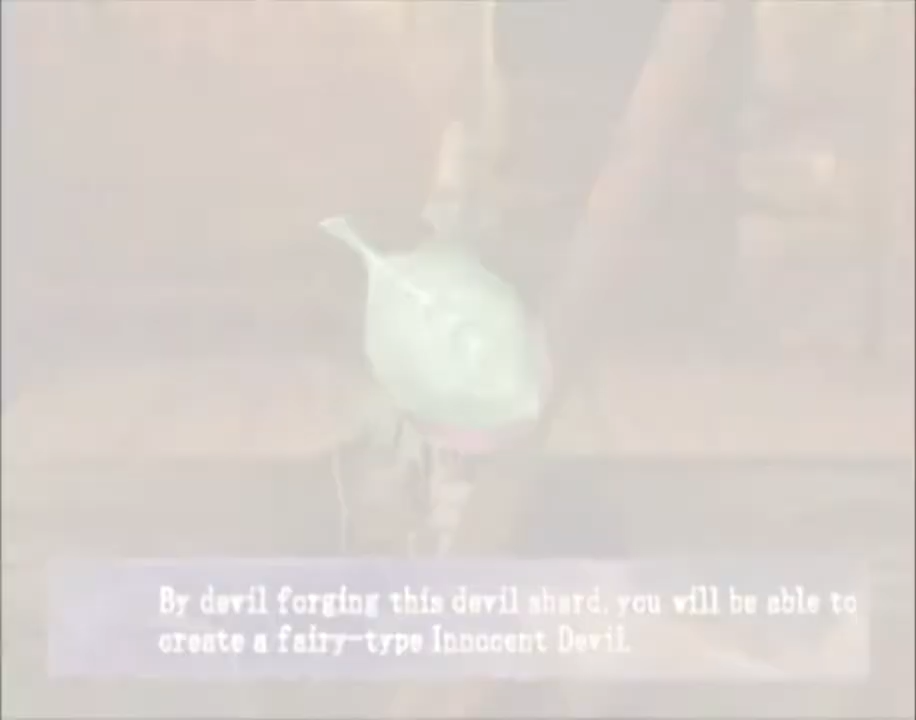 By devil forging this devil shard, you will be able to
create a fairy-type Innocent Devil.